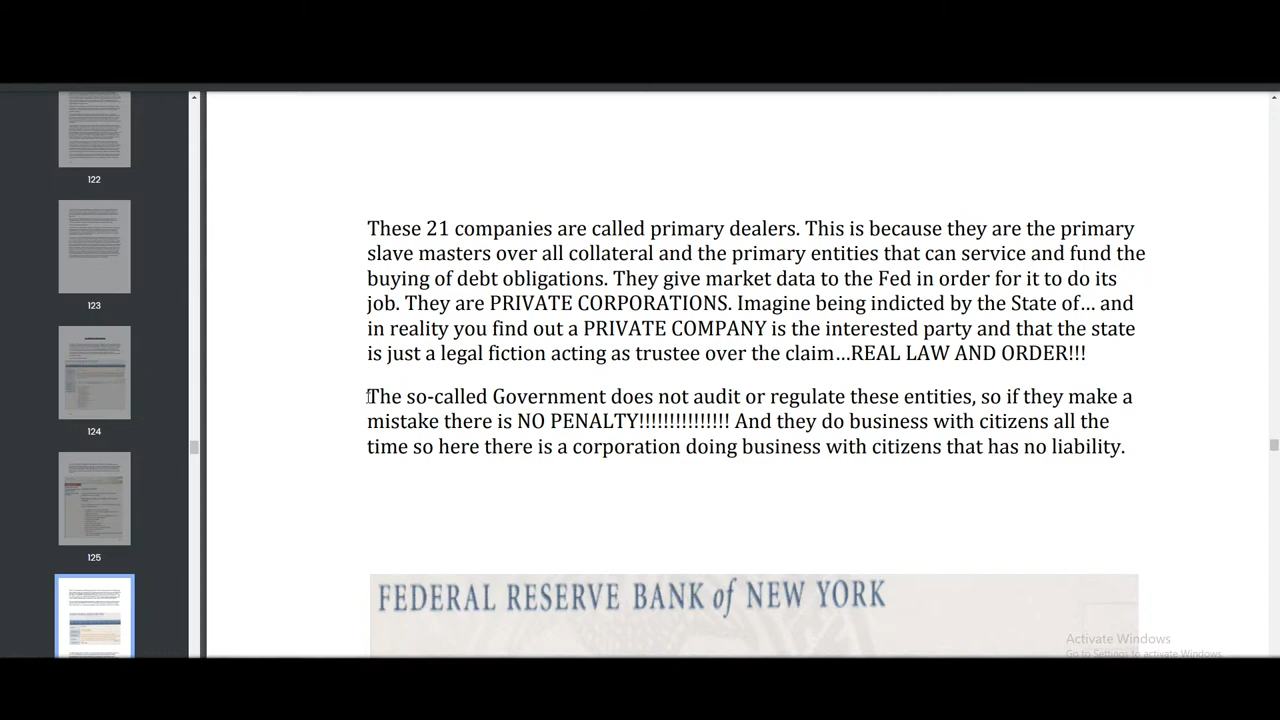 122
123
124
125
These 21 companies are called primary dealers. This is because they are the primary
slave masters over all collateral and the primary entities that can service and fund the
buying of debt obligations. They give market data to the Fed in order for it to do its
job. They are PRIVATE CORPORATIONS. Imagine being indicted by the State of… and
in reality you find out a PRIVATE COMPANY is the interested party and that the state
is just a legal fiction acting as trustee over the claim…REAL LAW AND ORDER!!!
The so-called Government does not audit or regulate these entities, so if they make a
mistake there is NO PENALTY!!!!!!!!!!!!!!! And they do business with citizens all the
time so here there is a corporation doing business with citizens that has no liability.
FEDERAL RESERVE BANK of NEW YORK
Activate Windows
Go to Settings to activate Windows.